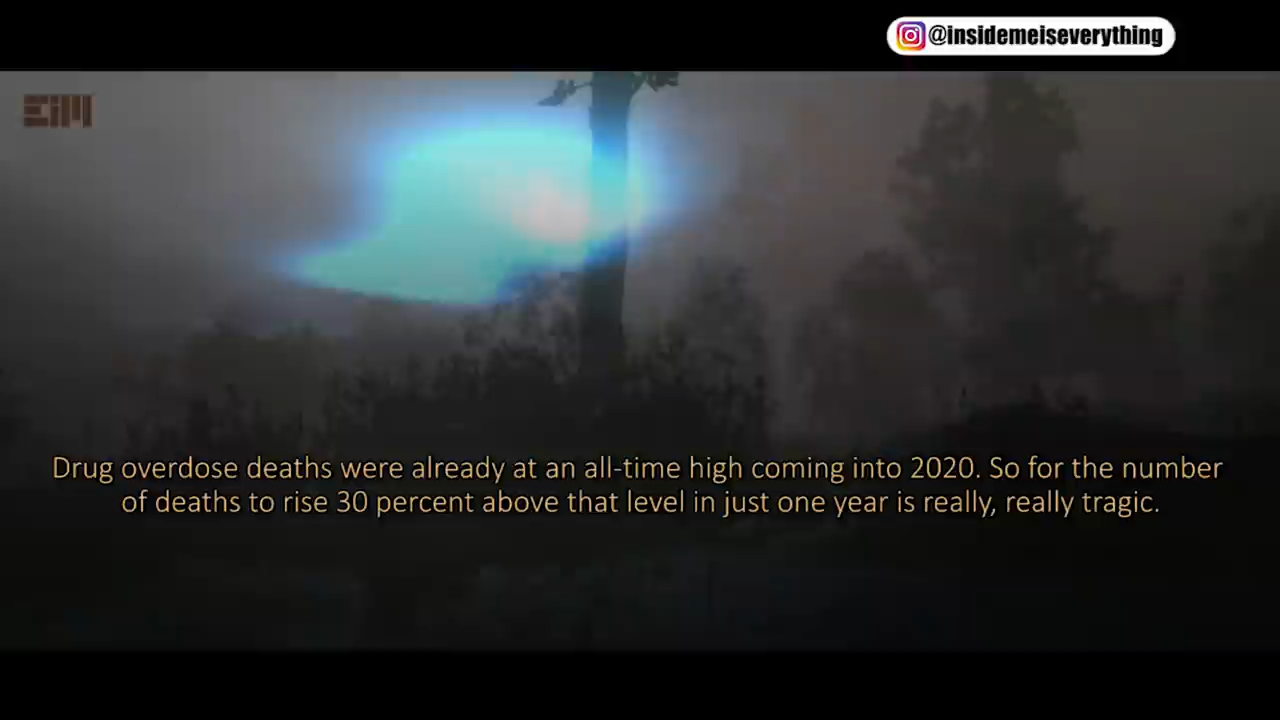 @insidemeiseverything
EiM
Drug overdose deaths were already at an all-time high coming into 2020. So for the number
of deaths to rise 30 percent above that level in just one year is really, really tragic.